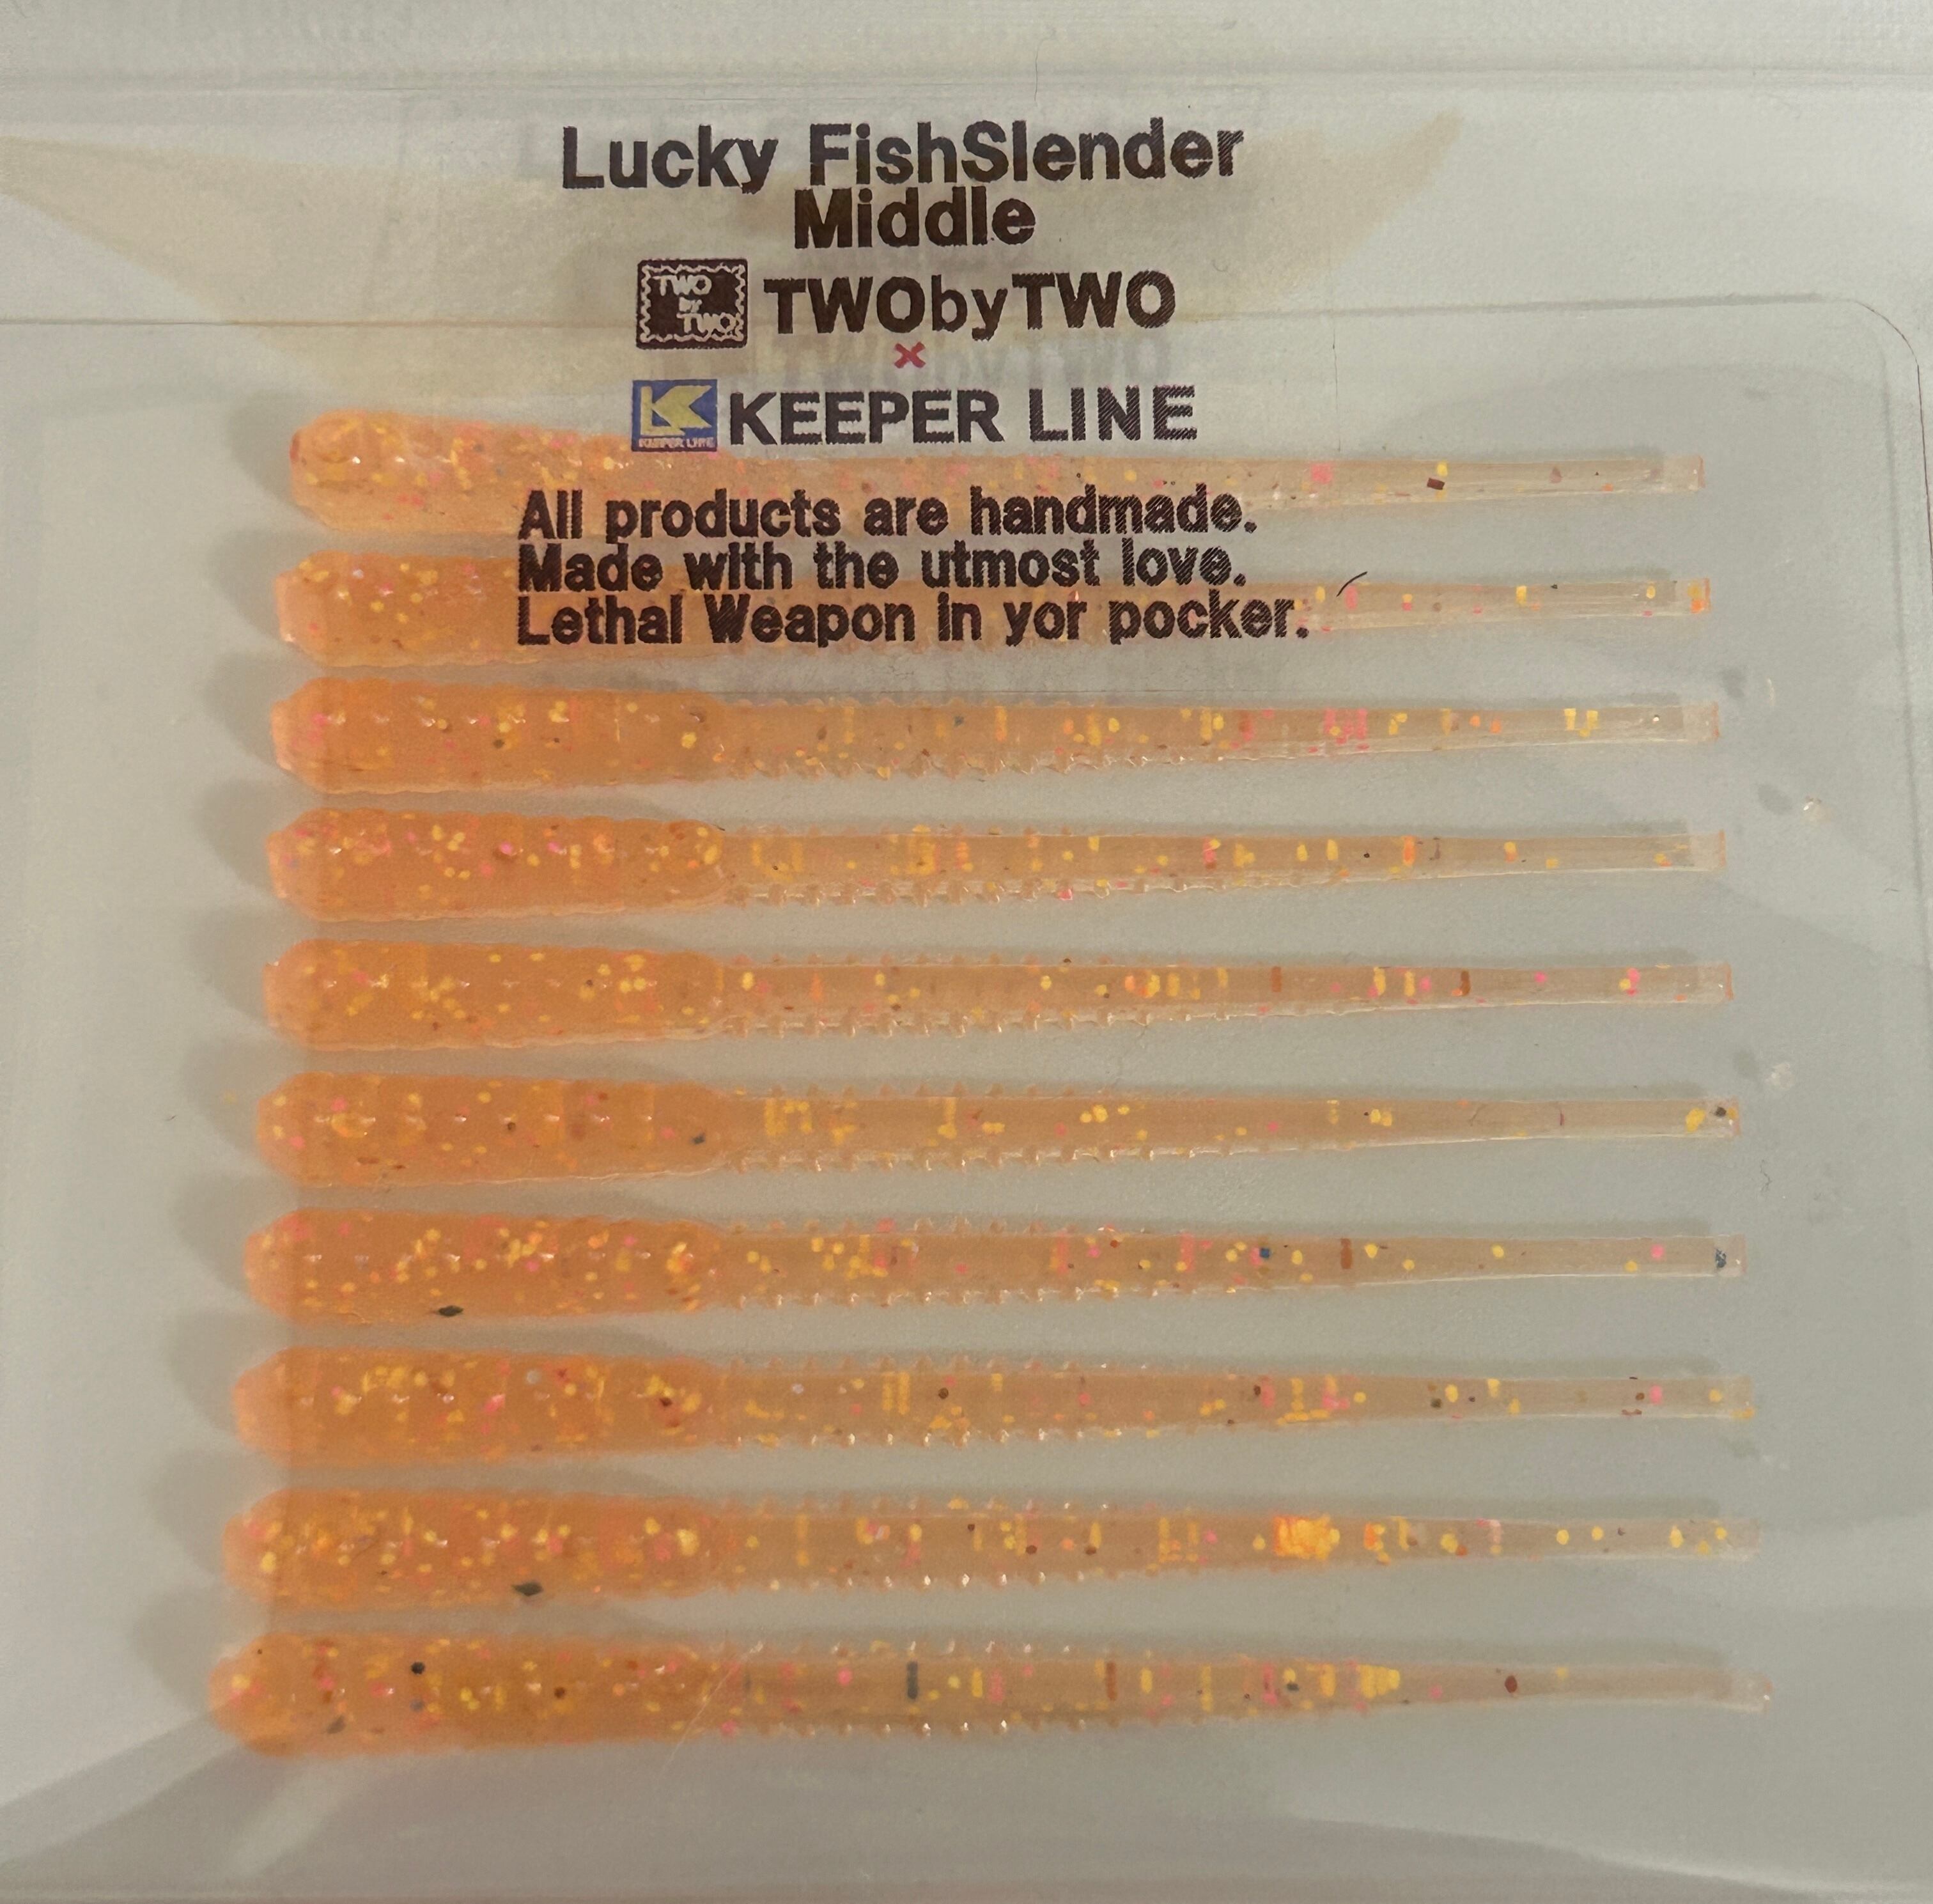 Lucky FishSlender
Middle
TWO
by
TWO
TWObyTWO
×
KEEPER LINE
KEEPER LINE
All products are handmade.
Made with the utmost love.
Lethal Weapon in yor pocker.